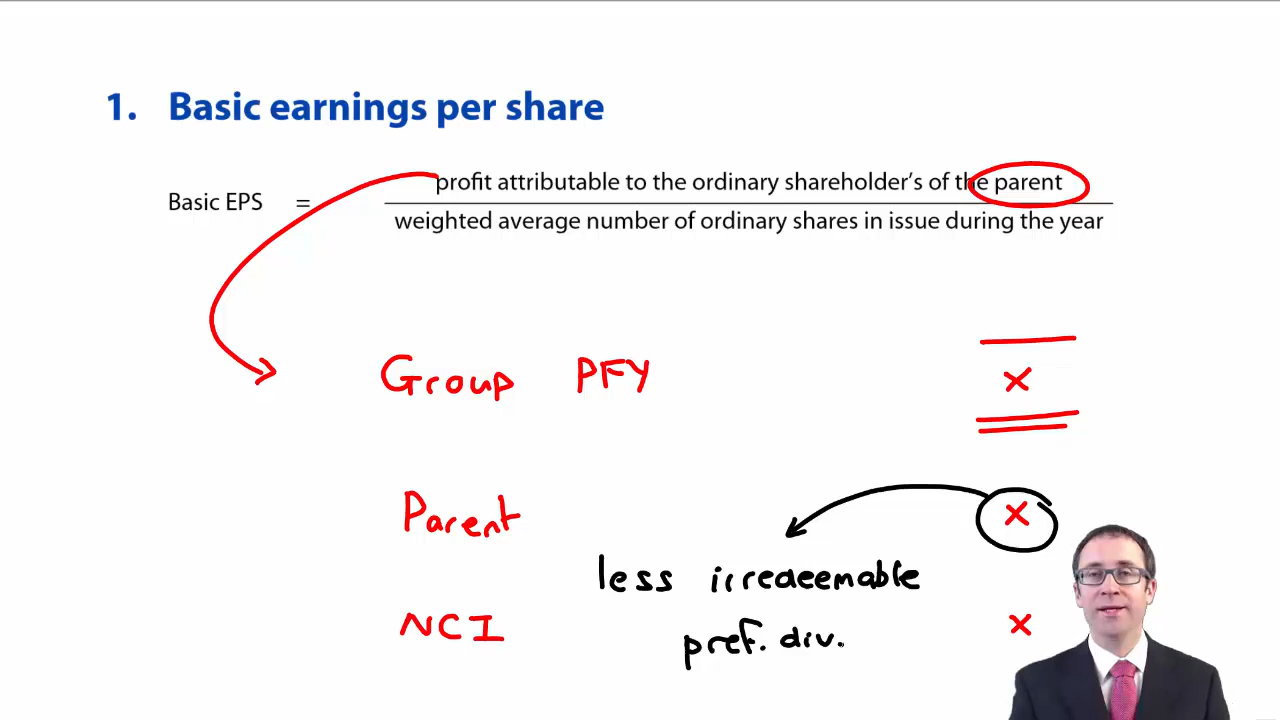 1. Basic earnings per share
profit attributable to the ordinary shareholder's of the parent
Basic EPS =
weighted average number of ordinary shares in issue during the year
Group PFY x
Parent x
less irredeemable
NCI pref. div. x